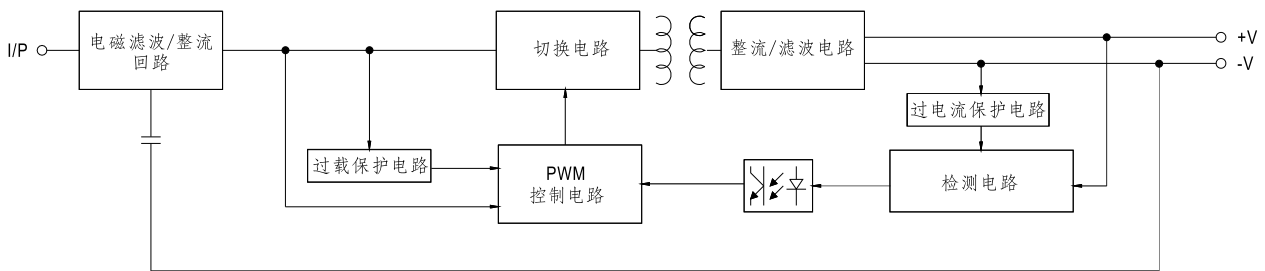 I/P
电磁滤波/整流
回路
切换电路
整流/滤波电路
+V
-V
过电流保护电路
过载保护电路
PWM
控制电路
检测电路